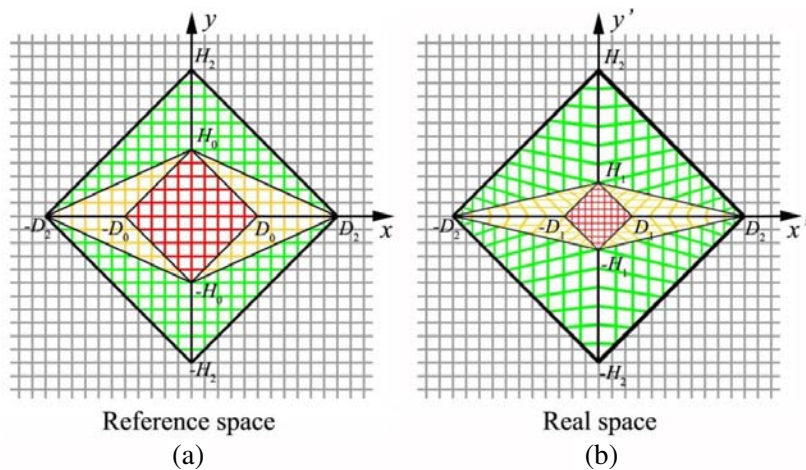 y
H₂
H₀
-D₂
-D₀
D₀
D₂
x
-H₀
-H₂
Reference space
(a)
y’
H₂
H₁
-D₂
-D₁
D₁
D₂
x’
-H₁
-H₂
Real space
(b)